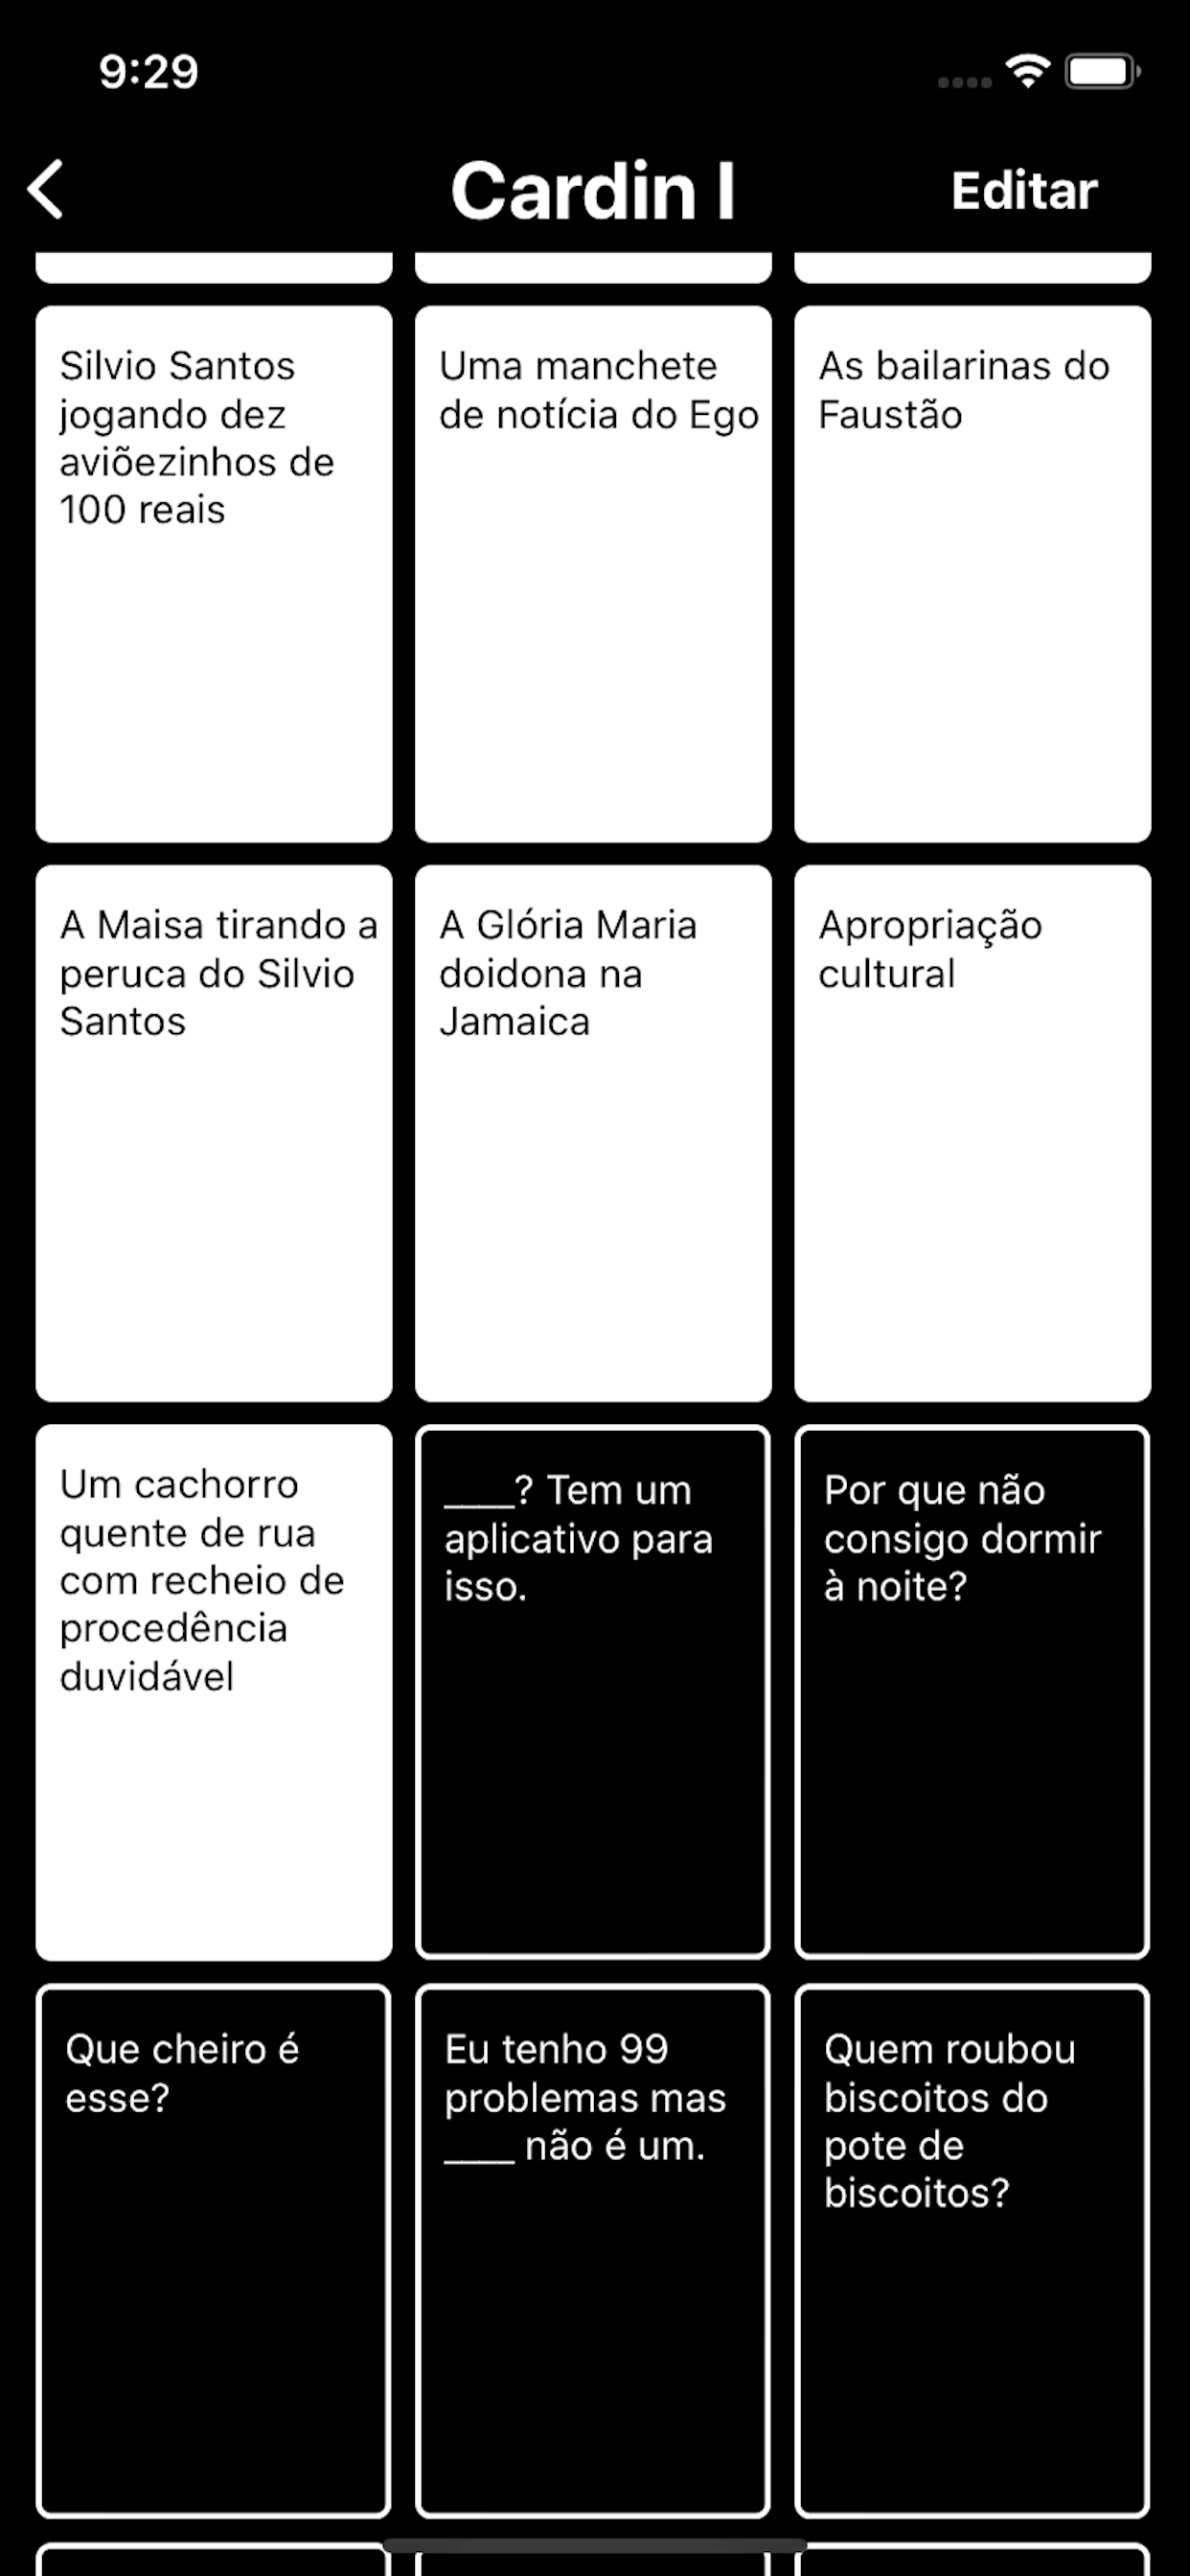 9:29
Cardin I
Editar
Silvio Santos
jogando dez
aviõezinhos de
100 reais
Uma manchete
de notícia do Ego
As bailarinas do
Faustão
A Maisa tirando a
peruca do Silvio
Santos
A Glória Maria
doidona na
Jamaica
Apropriação
cultural
Um cachorro
quente de rua
com recheio de
procedência
duvidável
____? Tem um
aplicativo para
isso.
Por que não
consigo dormir
à noite?
Que cheiro é
esse?
Eu tenho 99
problemas mas
____ não é um.
Quem roubou
biscoitos do
pote de
biscoitos?